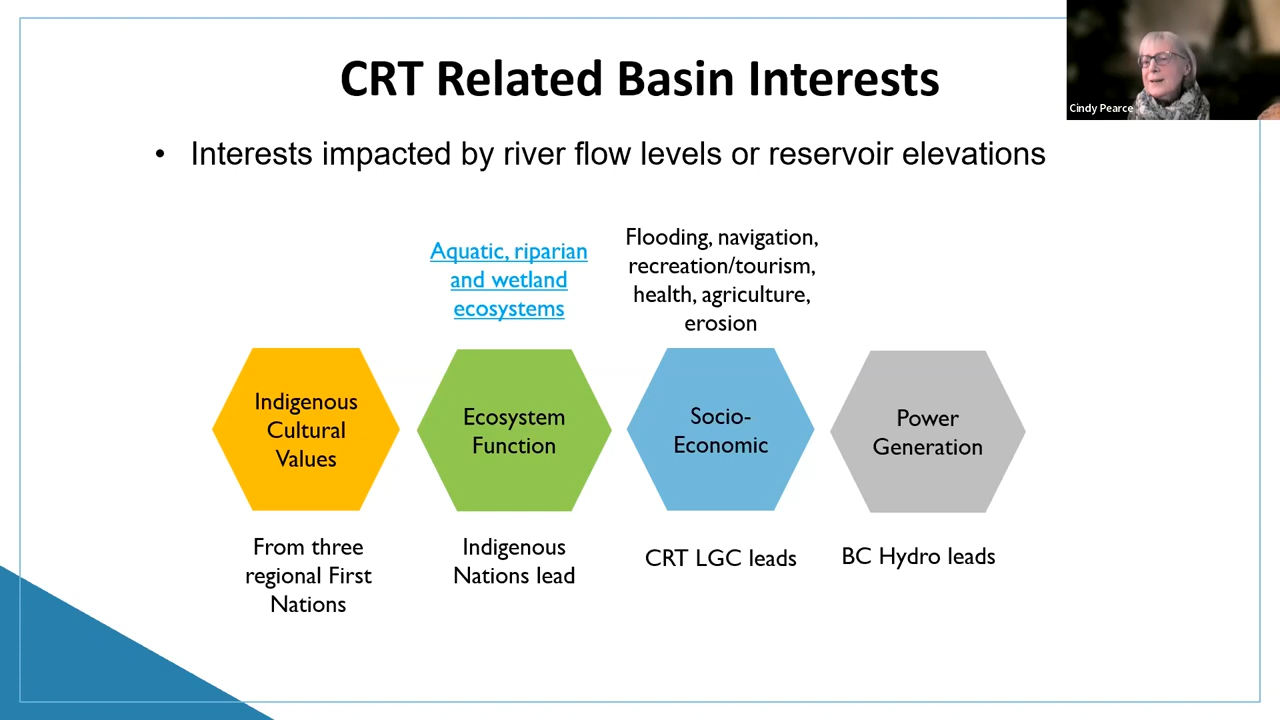 CRT Related Basin Interests
Cindy Pearce
• Interests impacted by river flow levels or reservoir elevations
Aquatic, riparian
and wetland
ecosystems
Flooding, navigation,
recreation/tourism,
health, agriculture,
erosion
Indigenous
Cultural
Values
Ecosystem
Function
Socio-
Economic
Power
Generation
From three
regional First
Nations
Indigenous
Nations lead
CRT LGC leads
BC Hydro leads